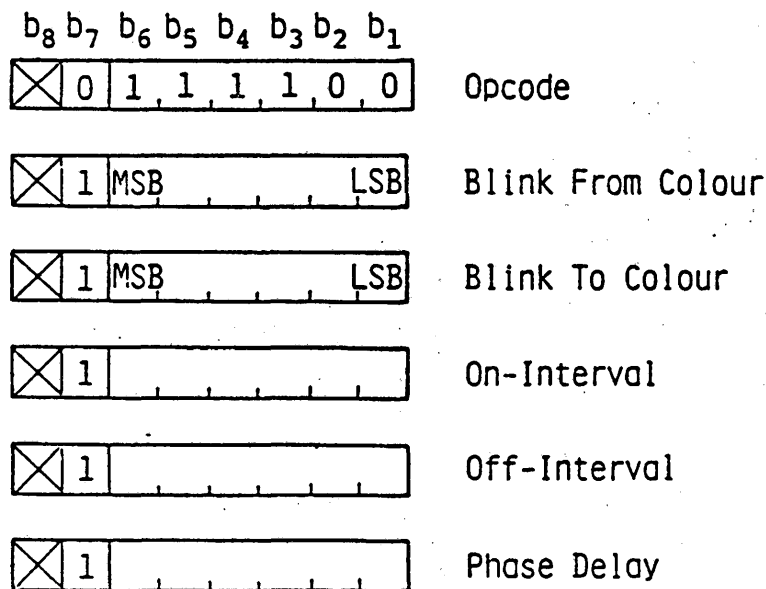 b8 b7 b6 b5 b4 b3 b2 b1
0 1 1 1 1 0 0 Opcode
1 MSB LSB Blink From Colour
1 MSB LSB Blink To Colour
1 On-Interval
1 Off-Interval
1 Phase Delay